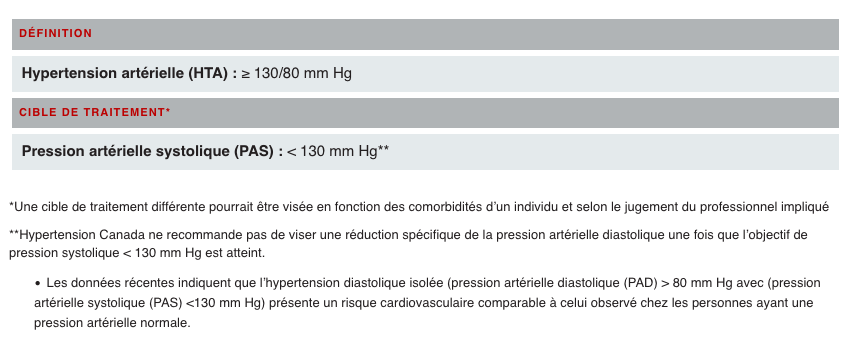 DÉFINITION
Hypertension artérielle (HTA) : ≥ 130/80 mm Hg
CIBLE DE TRAITEMENT*
Pression artérielle systolique (PAS) : < 130 mm Hg**
*Une cible de traitement différente pourrait être visée en fonction des comorbidités d'un individu et selon le jugement du professionnel impliqué
**Hypertension Canada ne recommande pas de viser une réduction spécifique de la pression artérielle diastolique une fois que l'objectif de
pression systolique < 130 mm Hg est atteint.
• Les données récentes indiquent que l'hypertension diastolique isolée (pression artérielle diastolique (PAD) > 80 mm Hg avec (pression
artérielle systolique (PAS) <130 mm Hg) présente un risque cardiovasculaire comparable à celui observé chez les personnes ayant une
pression artérielle normale.